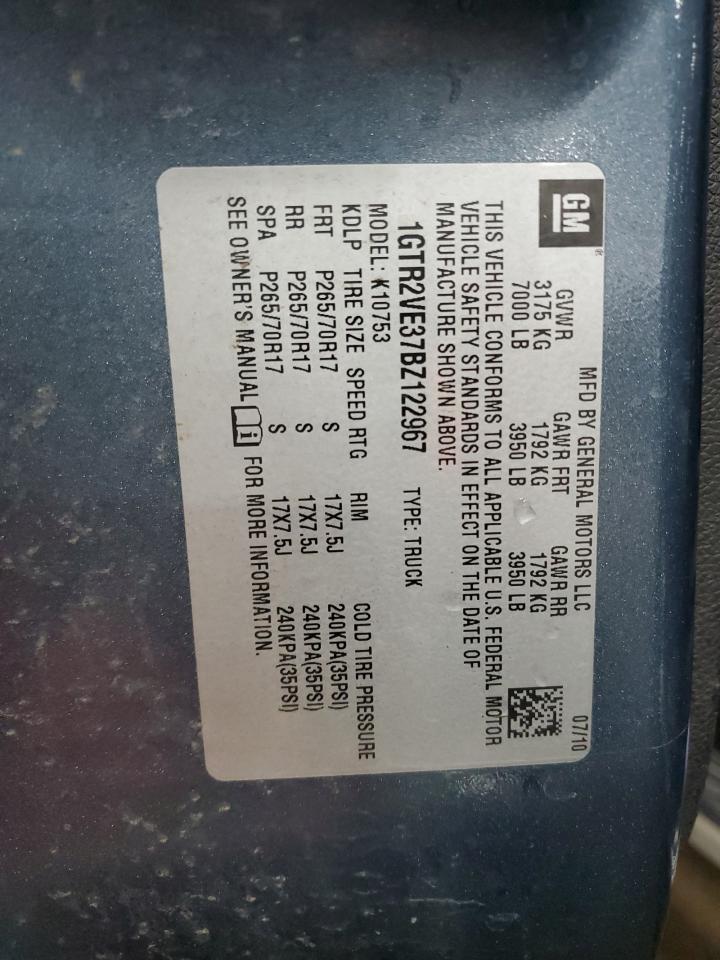 GM®
MFD BY GENERAL MOTORS LLC 07/10
GVWR GAWR FRT GAWR RR
3175 KG 1792 KG 1792 KG
7000 LB 3950 LB 3950 LB
THIS VEHICLE CONFORMS TO ALL APPLICABLE U.S. FEDERAL MOTOR
VEHICLE SAFETY STANDARDS IN EFFECT ON THE DATE OF
MANUFACTURE SHOWN ABOVE.
1GTR2VE37BZ122967 TYPE: TRUCK
MODEL: K10753
KDLP TIRE SIZE SPEED RTG RIM COLD TIRE PRESSURE
FRT P265/70R17 S 17X7.5J 240KPA(35PSI)
RR P265/70R17 S 17X7.5J 240KPA(35PSI)
SPA P265/70R17 S 17X7.5J 240KPA(35PSI)
SEE OWNER'S MANUAL i FOR MORE INFORMATION.